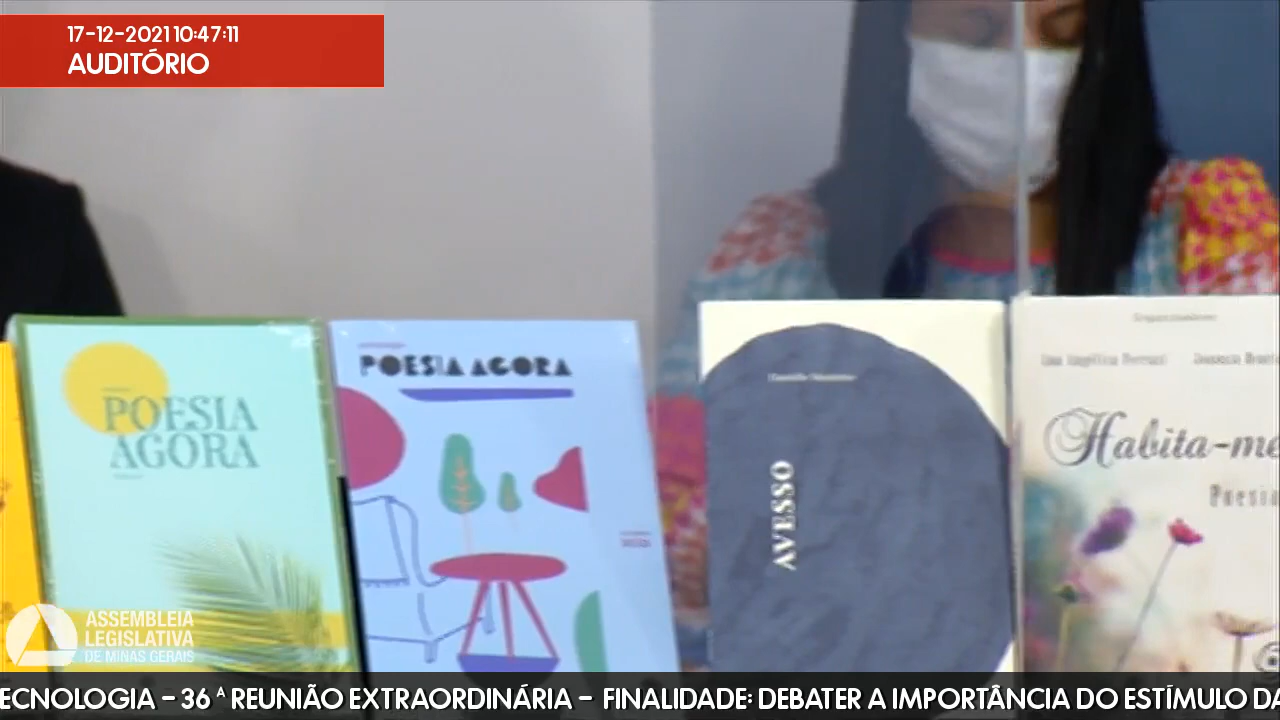 17-12-2021 10:47:11
AUDITÓRIO
POESIA
AGORA
POESIA AGORA
AVESSO
Habita-me
Poesia
ASSEMBLEIA
LEGISLATIVA
DE MINAS GERAIS
ECNOLOGIA – 36ª REUNIÃO EXTRAORDINÁRIA – FINALIDADE: DEBATER A IMPORTÂNCIA DO ESTÍMULO DA